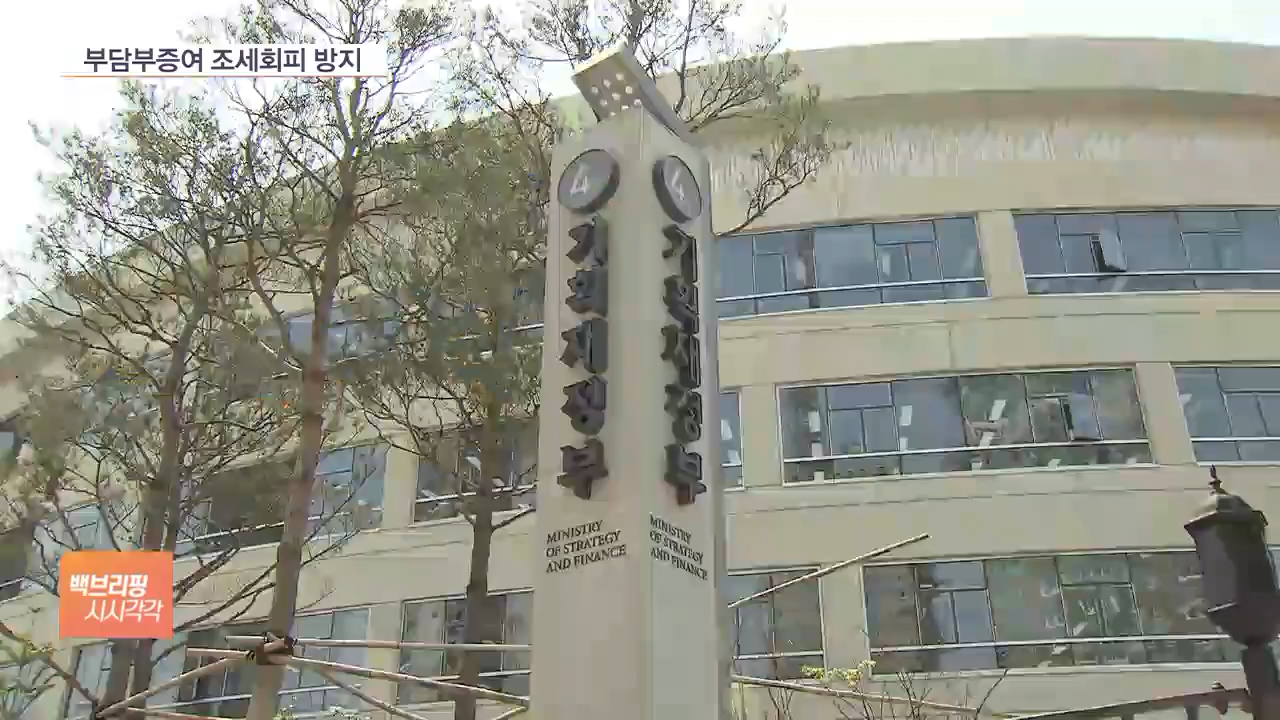 부담부증여 조세회피 방지
4
기획재정부
MINISTRY
OF STRATEGY
AND FINANCE
4
기획재정부
MINISTRY
OF STRATEGY
AND FINANCE
백브리핑
시시각각